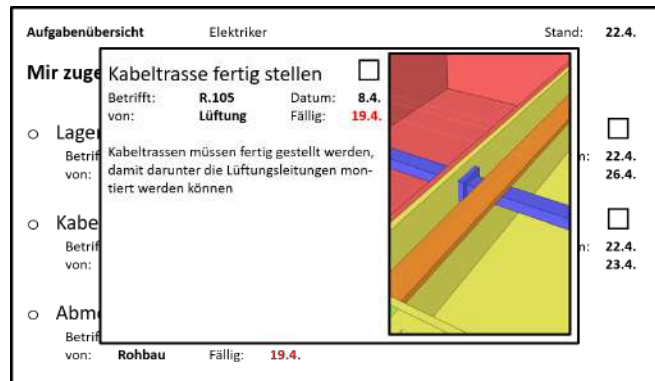 Aufgabenübersicht Elektriker Stand: 22.4.
Mir zuge
Kabeltrasse fertig stellen
Betrifft: R.105 Datum: 8.4.
von: Lüftung Fällig: 19.4.
Kabeltrassen müssen fertig gestellt werden,
damit darunter die Lüftungsleitungen mon-
tiert werden können
Lager
Betrif n: 22.4.
von: 26.4.
Kabe
Betrif n: 22.4.
von: 23.4.
Abm
Betrif
von: Rohbau Fällig: 19.4.